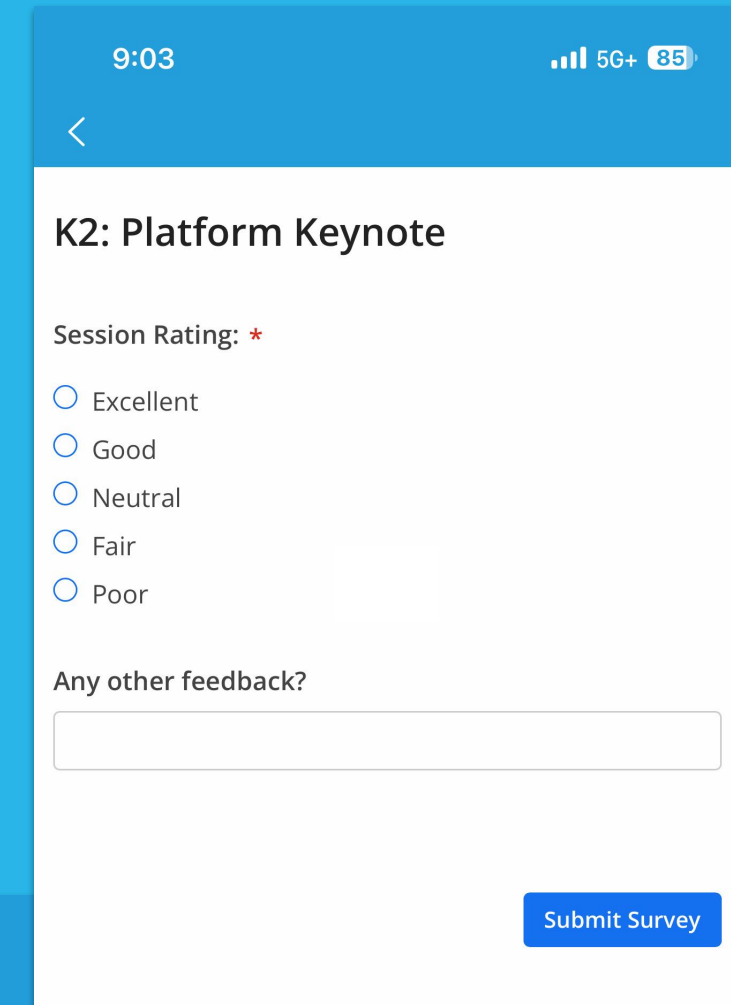 9:03
5G+
85
K2: Platform Keynote
Session Rating: *
Excellent
Good
Neutral
Fair
Poor
Any other feedback?
Submit Survey